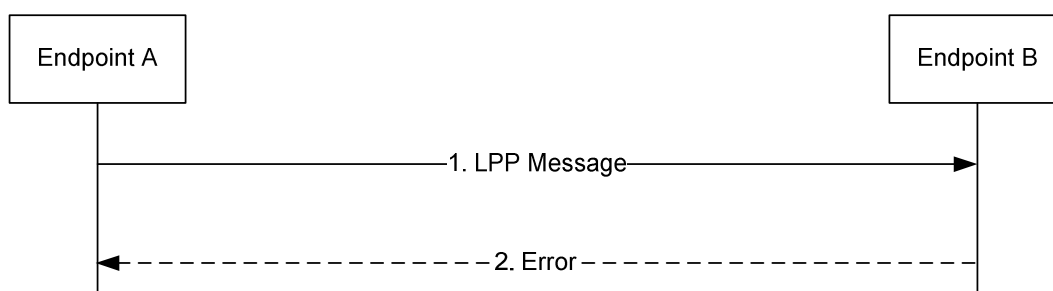 Endpoint A
Endpoint B
1. LPP Message
2. Error